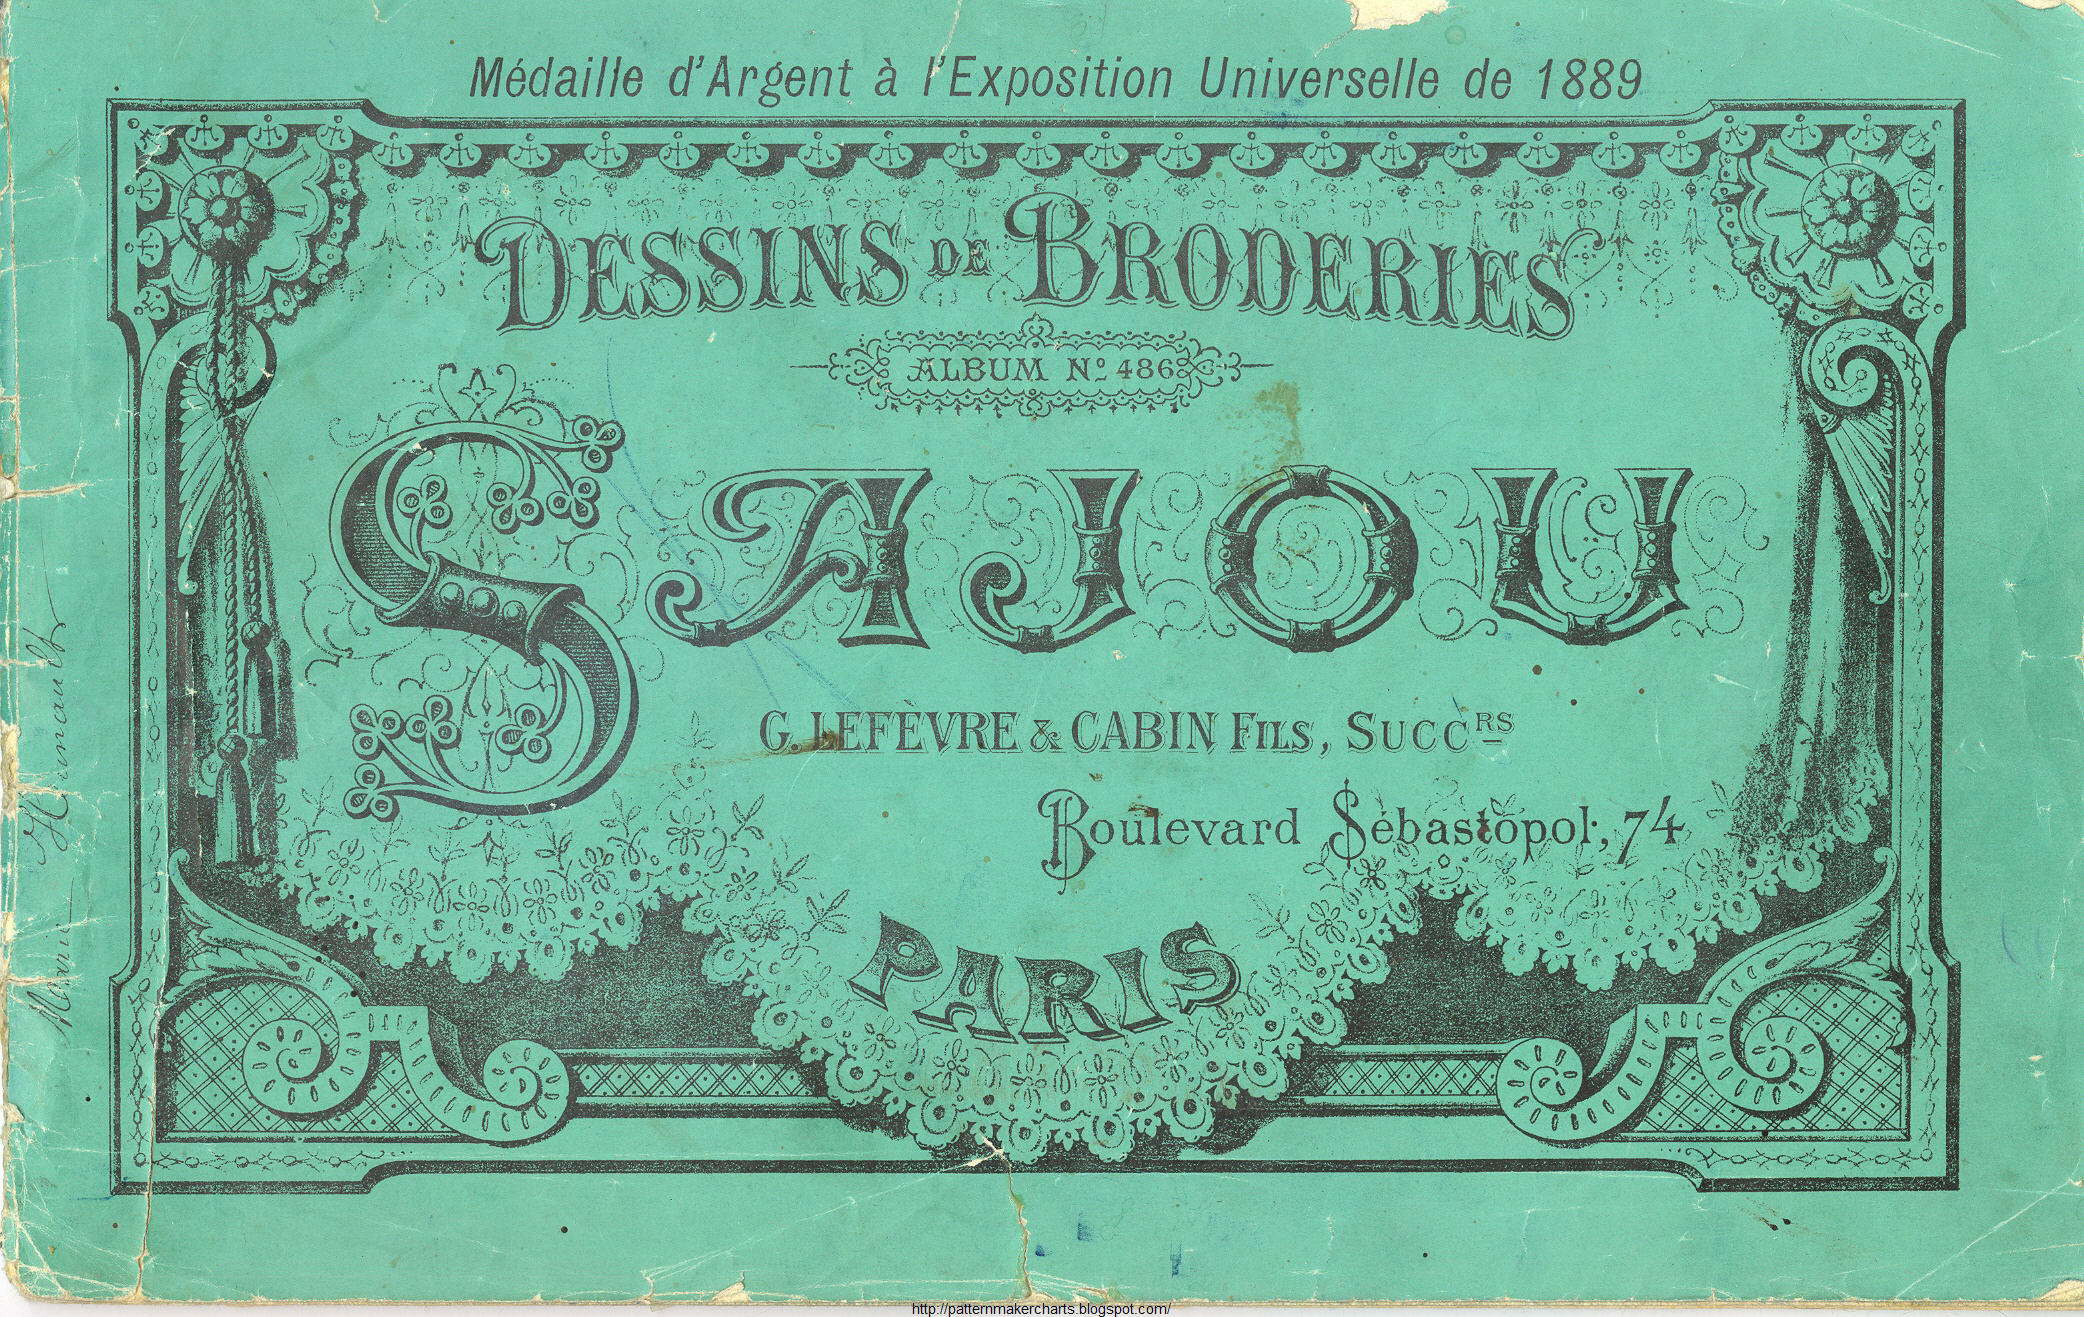 Médaille d'Argent à l'Exposition Universelle de 1889
DESSINS DE BRODERIES
ALBUM Nº 486
SAJOU
G. LEFÈVRE & CABIN FILS, SUCCRS
Boulevard Sébastopol, 74
PARIS
http://patternmakercharts.blogspot.com/